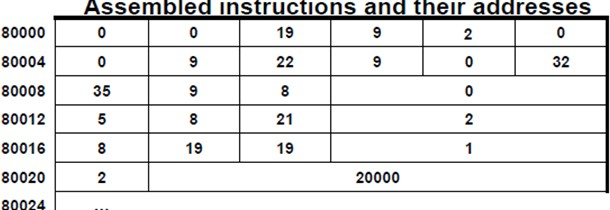 Assembled instructions and their addresses
80000 0 0 19 9 2 0
80004 0 9 22 9 0 32
80008 35 9 8 0
80012 5 8 21 2
80016 8 19 19 1
80020 2 20000
80024 ...